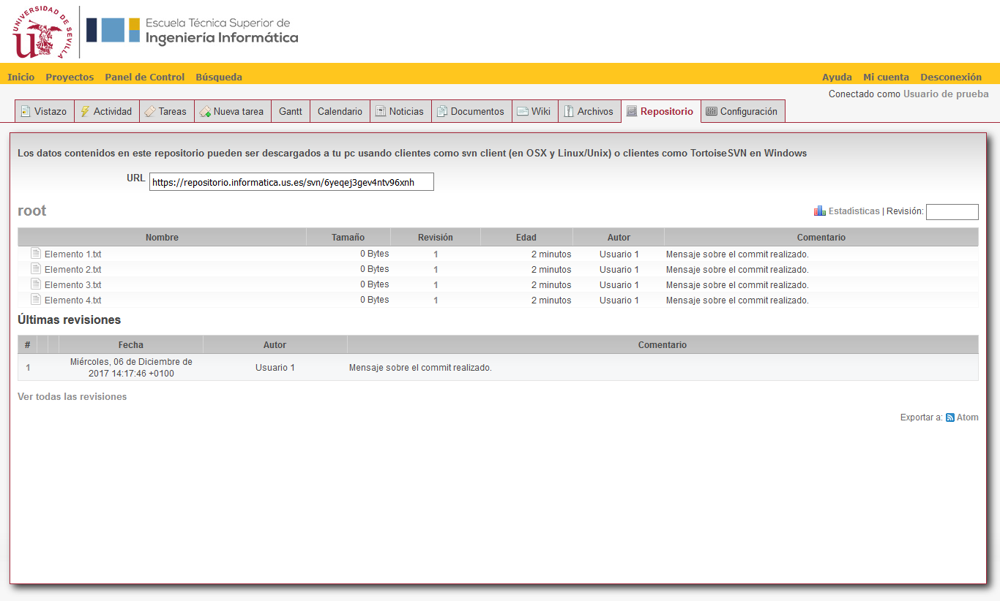 UNIVERSIDAD DE SEVILLA
Escuela Técnica Superior de
Ingeniería Informática
Inicio Proyectos Panel de Control Búsqueda Ayuda Mi cuenta Desconexión
Conectado como Usuario de prueba
Vistazo Actividad Tareas Nueva tarea Gantt Calendario Noticias Documentos Wiki Archivos Repositorio Configuración
Los datos contenidos en este repositorio pueden ser descargados a tu pc usando clientes como svn client (en OSX y Linux/Unix) o clientes como TortoiseSVN en Windows
URL https://repositorio.informatica.us.es/svn/6yeqej3gev4ntv96xnh
root Estadísticas | Revisión:
Nombre Tamaño Revisión Edad Autor Comentario
Elemento 1.txt 0 Bytes 1 2 minutos Usuario 1 Mensaje sobre el commit realizado.
Elemento 2.txt 0 Bytes 1 2 minutos Usuario 1 Mensaje sobre el commit realizado.
Elemento 3.txt 0 Bytes 1 2 minutos Usuario 1 Mensaje sobre el commit realizado.
Elemento 4.txt 0 Bytes 1 2 minutos Usuario 1 Mensaje sobre el commit realizado.
Últimas revisiones
# Fecha Autor Comentario
1 Miércoles, 06 de Diciembre de
2017 14:17:46 +0100 Usuario 1 Mensaje sobre el commit realizado.
Ver todas las revisiones
Exportar a: Atom